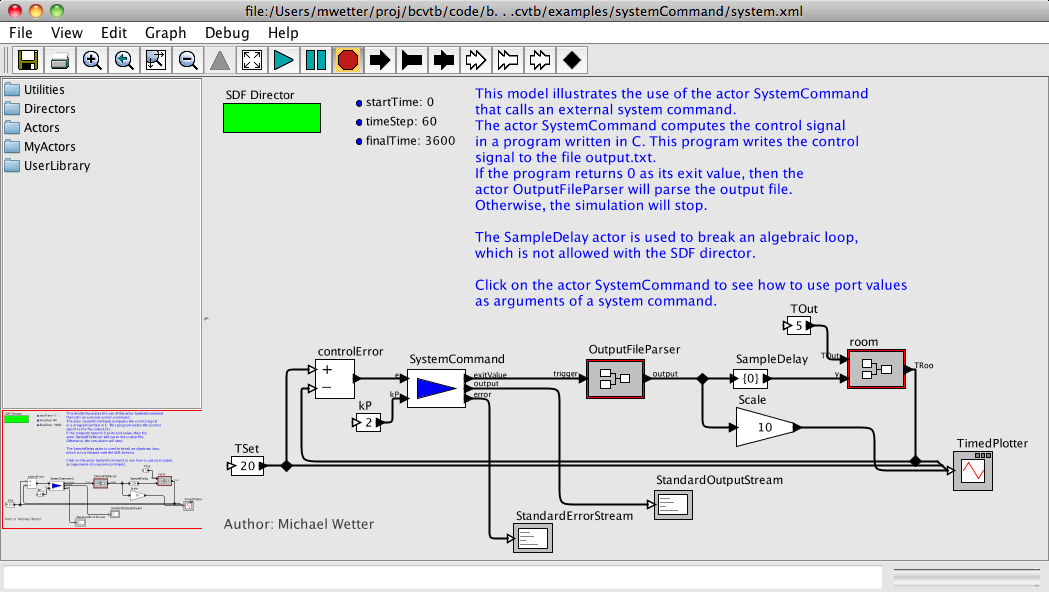 file:/Users/mwetter/proj/bcvtb/code/b. . .cvtb/examples/systemCommand/system.xml
File View Edit Graph Debug Help
Utilities
Directors
Actors
MyActors
UserLibrary
SDF Director
startTime: 0
timeStep: 60
finalTime: 3600
This model illustrates the use of the actor SystemCommand
that calls an external system command.
The actor SystemCommand computes the control signal
in a program written in C. This program writes the control
signal to the file output.txt.
If the program returns 0 as its exit value, then the
actor OutputFileParser will parse the output file.
Otherwise, the simulation will stop.
The SampleDelay actor is used to break an algebraic loop,
which is not allowed with the SDF director.
Click on the actor SystemCommand to see how to use port values
as arguments of a system command.
TOut
5
controlError
+
−
SystemCommand
e
kP
exitValue
output
error
kP
2
OutputFileParser
trigger
output
SampleDelay
{0}
room
TOut
y
TRoo
Scale
10
TSet
20
TimedPlotter
StandardOutputStream
StandardErrorStream
Author: Michael Wetter